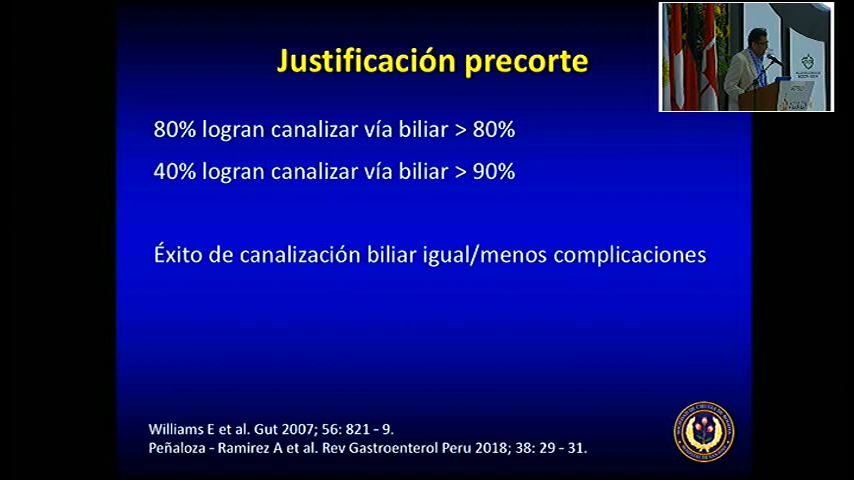 Justificación precorte
80% logran canalizar vía biliar > 80%
40% logran canalizar vía biliar > 90%
Éxito de canalización biliar igual/menos complicaciones
Williams E et al. Gut 2007; 56: 821 - 9.
Peñaloza - Ramirez A et al. Rev Gastroenterol Peru 2018; 38: 29 - 31.